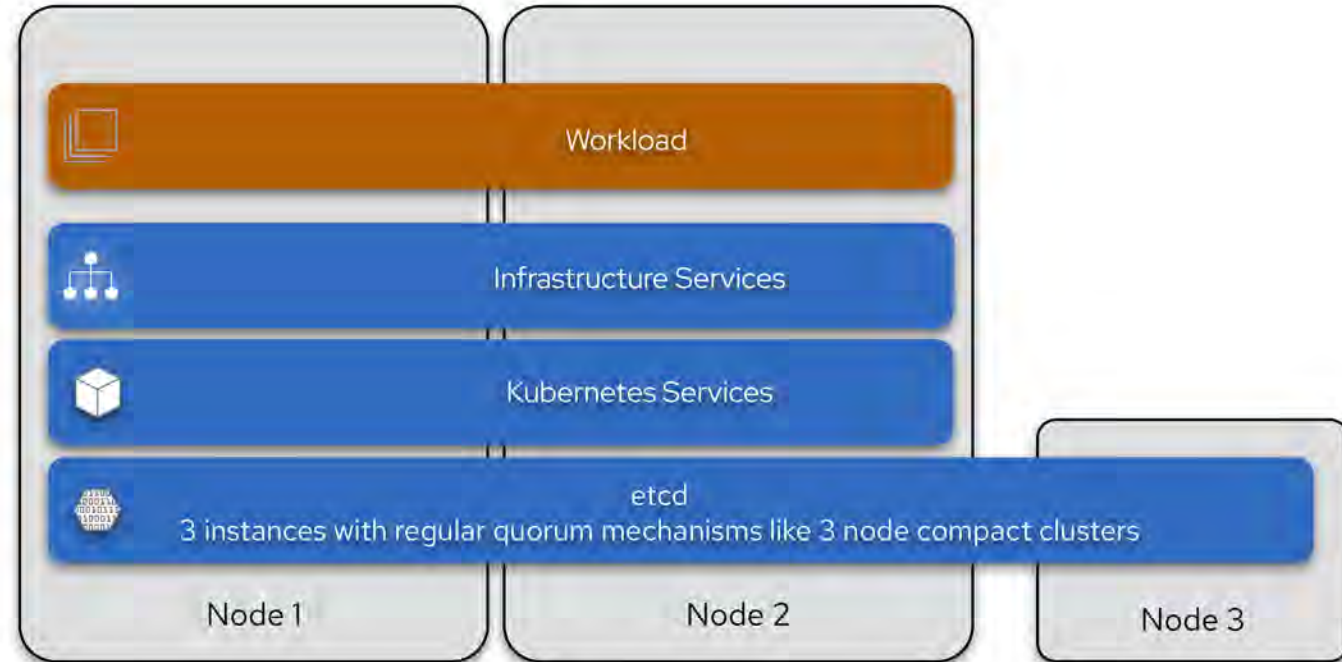 Workload
Infrastructure Services
Kubernetes Services
etcd
3 instances with regular quorum mechanisms like 3 node compact clusters
Node 1
Node 2
Node 3